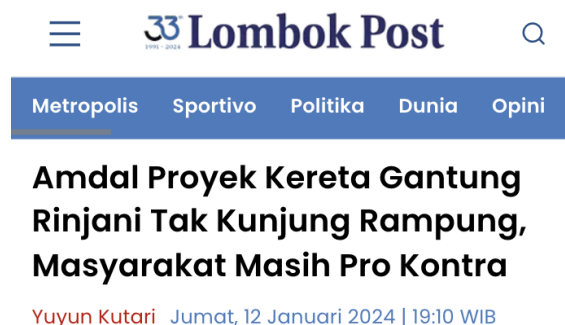 33
1991 - 2024
Lombok Post
Metropolis Sportivo Politika Dunia Opini
Amdal Proyek Kereta Gantung
Rinjani Tak Kunjung Rampung,
Masyarakat Masih Pro Kontra
Yuyun Kutari Jumat, 12 Januari 2024 | 19:10 WIB